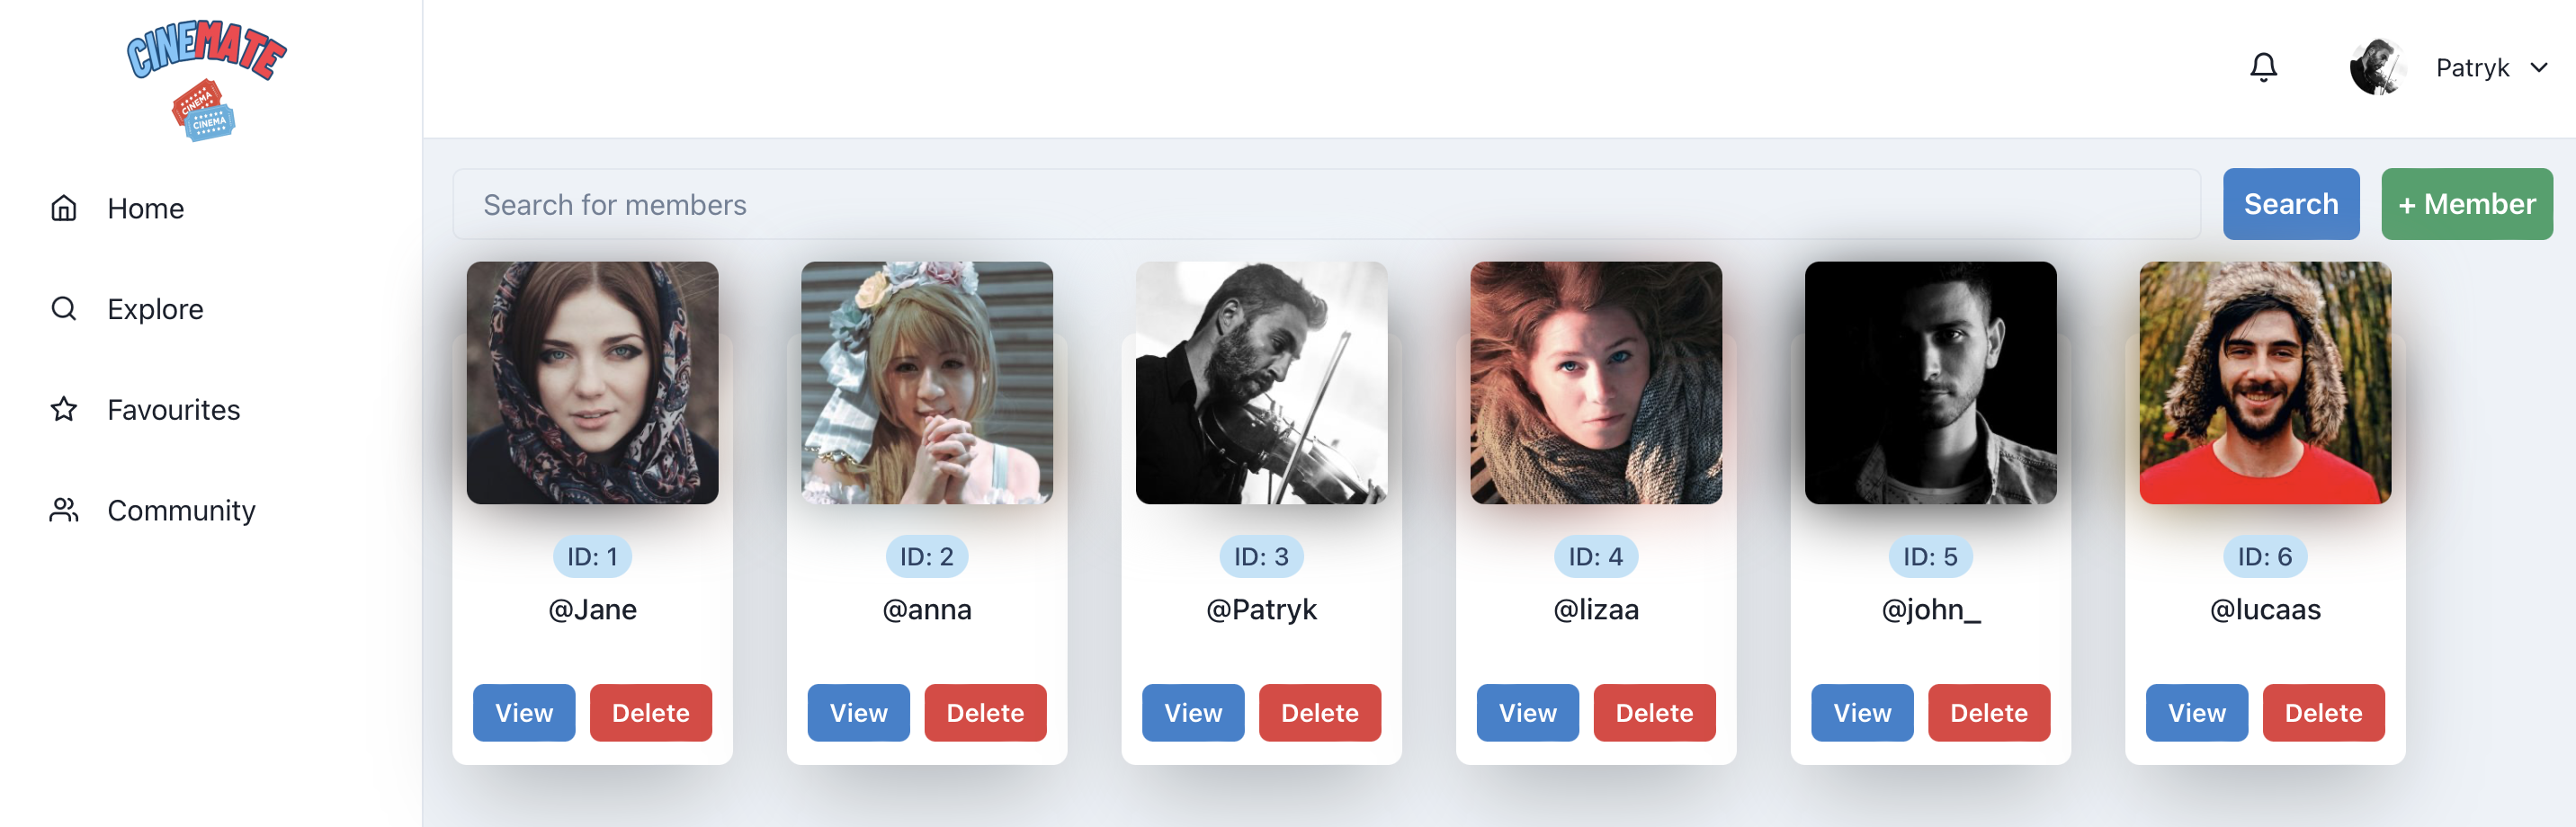 CINEMATE
CINEMA
CINEMA
Patryk
Home
Explore
Favourites
Community
Search for members
Search
+ Member
ID: 1
@Jane
View
Delete
ID: 2
@anna
View
Delete
ID: 3
@Patryk
View
Delete
ID: 4
@lizaa
View
Delete
ID: 5
@john_
View
Delete
ID: 6
@lucaas
View
Delete